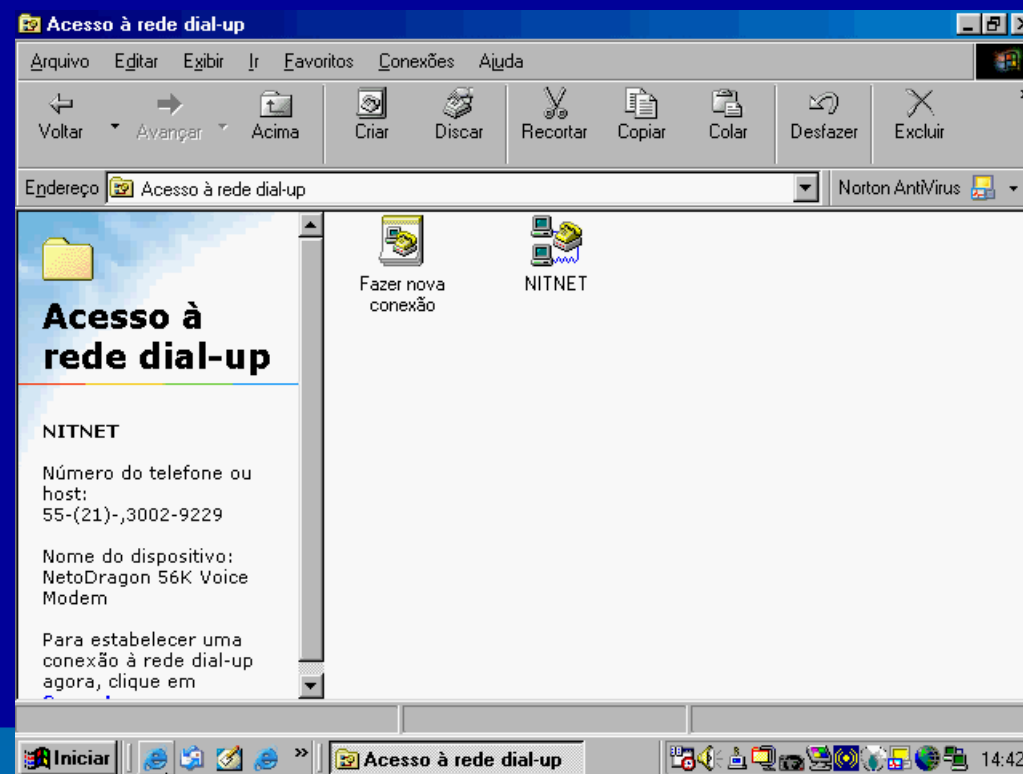 Acesso à rede dial-up
Arquivo Editar Exibir Ir Favoritos Conexões Ajuda
Voltar Avançar Acima Criar Discar Recortar Copiar Colar Desfazer Excluir
Endereço Acesso à rede dial-up Norton AntiVirus
Fazer nova
conexão
NITNET
Acesso à
rede dial-up
NITNET
Número do telefone ou
host:
55-(21)-,3002-9229
Nome do dispositivo:
NetoDragon 56K Voice
Modem
Para estabelecer uma
conexão à rede dial-up
agora, clique em
Iniciar Acesso à rede dial-up 14:42